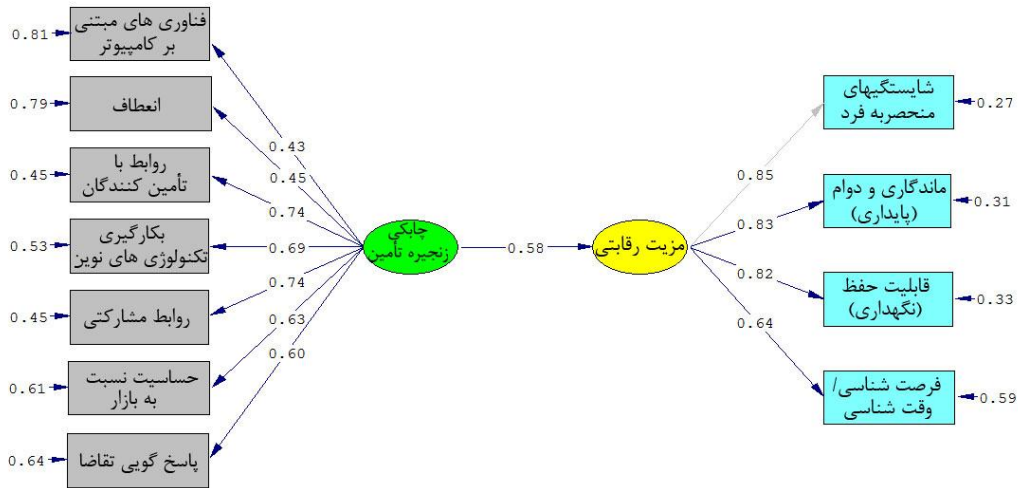 0.81
فناوری های مبتنی
بر کامپیوتر
0.79
انعطاف
0.45
روابط با
تأمین کنندگان
0.53
بکارگیری
تکنولوژی های نوین
0.45
روابط مشارکتی
0.61
حساسیت نسبت
به بازار
0.64
پاسخ گویی تقاضا
0.43
0.45
0.74
0.69
0.74
0.63
0.60
چابکی
زنجیره تأمین
0.58
مزیت رقابتی
0.85
0.83
0.82
0.64
شایستگیهای
منحصربه فرد
0.27
ماندگاری و دوام
(پایداری)
0.31
قابلیت حفظ
(نگهداری)
0.33
فرصت شناسی/
وقت شناسی
0.59